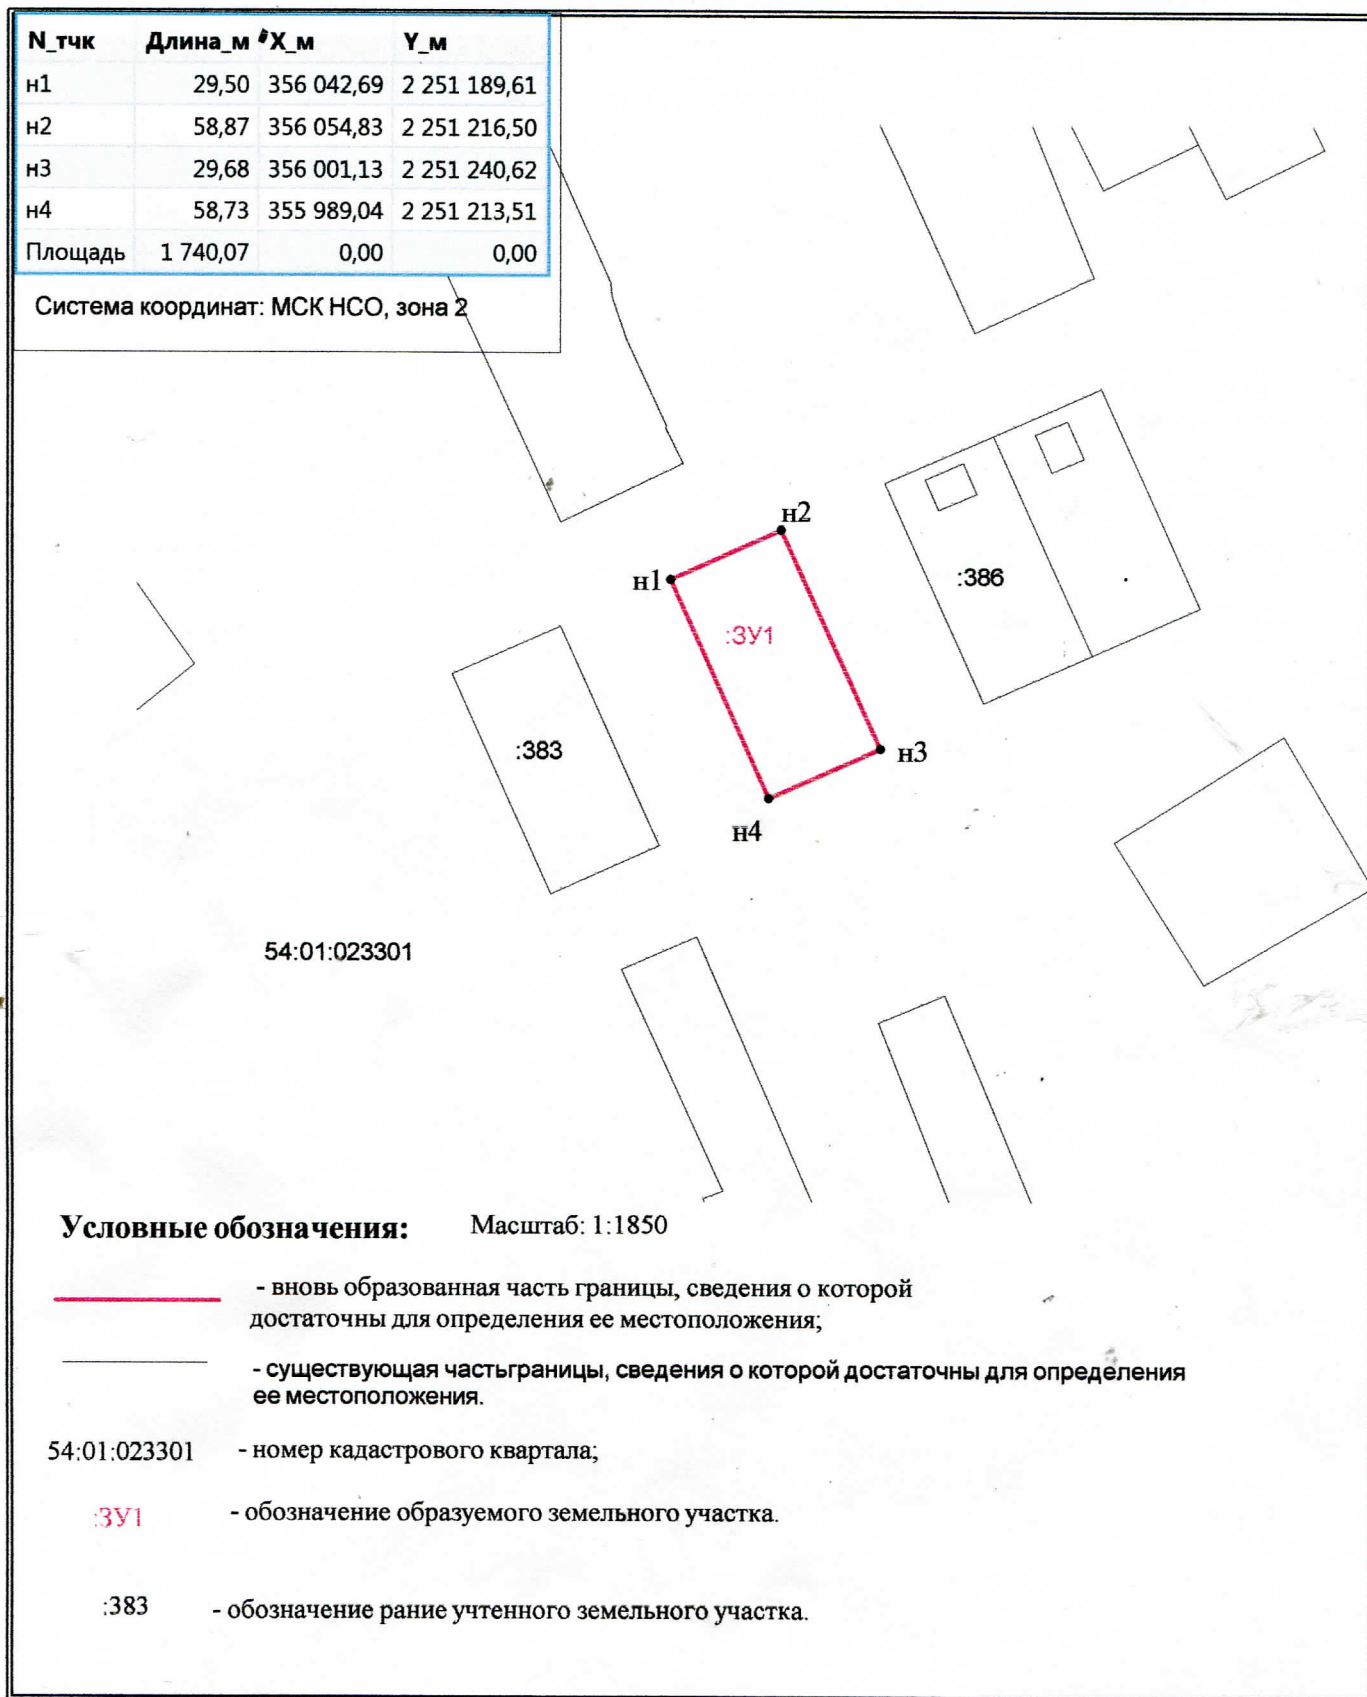 N_тчк Длина_м X_м Y_м
н1 29,50 356 042,69 2 251 189,61
н2 58,87 356 054,83 2 251 216,50
н3 29,68 356 001,13 2 251 240,62
н4 58,73 355 989,04 2 251 213,51
Площадь 1 740,07 0,00 0,00
Система координат: МСК НСО, зона 2
н2
н1
:386
:ЗУ1
:383
н3
н4
54:01:023301
Условные обозначения: Масштаб: 1:1850
- вновь образованная часть границы, сведения о которой
достаточны для определения ее местоположения;
- существующая частьграницы, сведения о которой достаточны для определения
ее местоположения.
54:01:023301 - номер кадастрового квартала;
:ЗУ1 - обозначение образуемого земельного участка.
:383 - обозначение рание учтенного земельного участка.